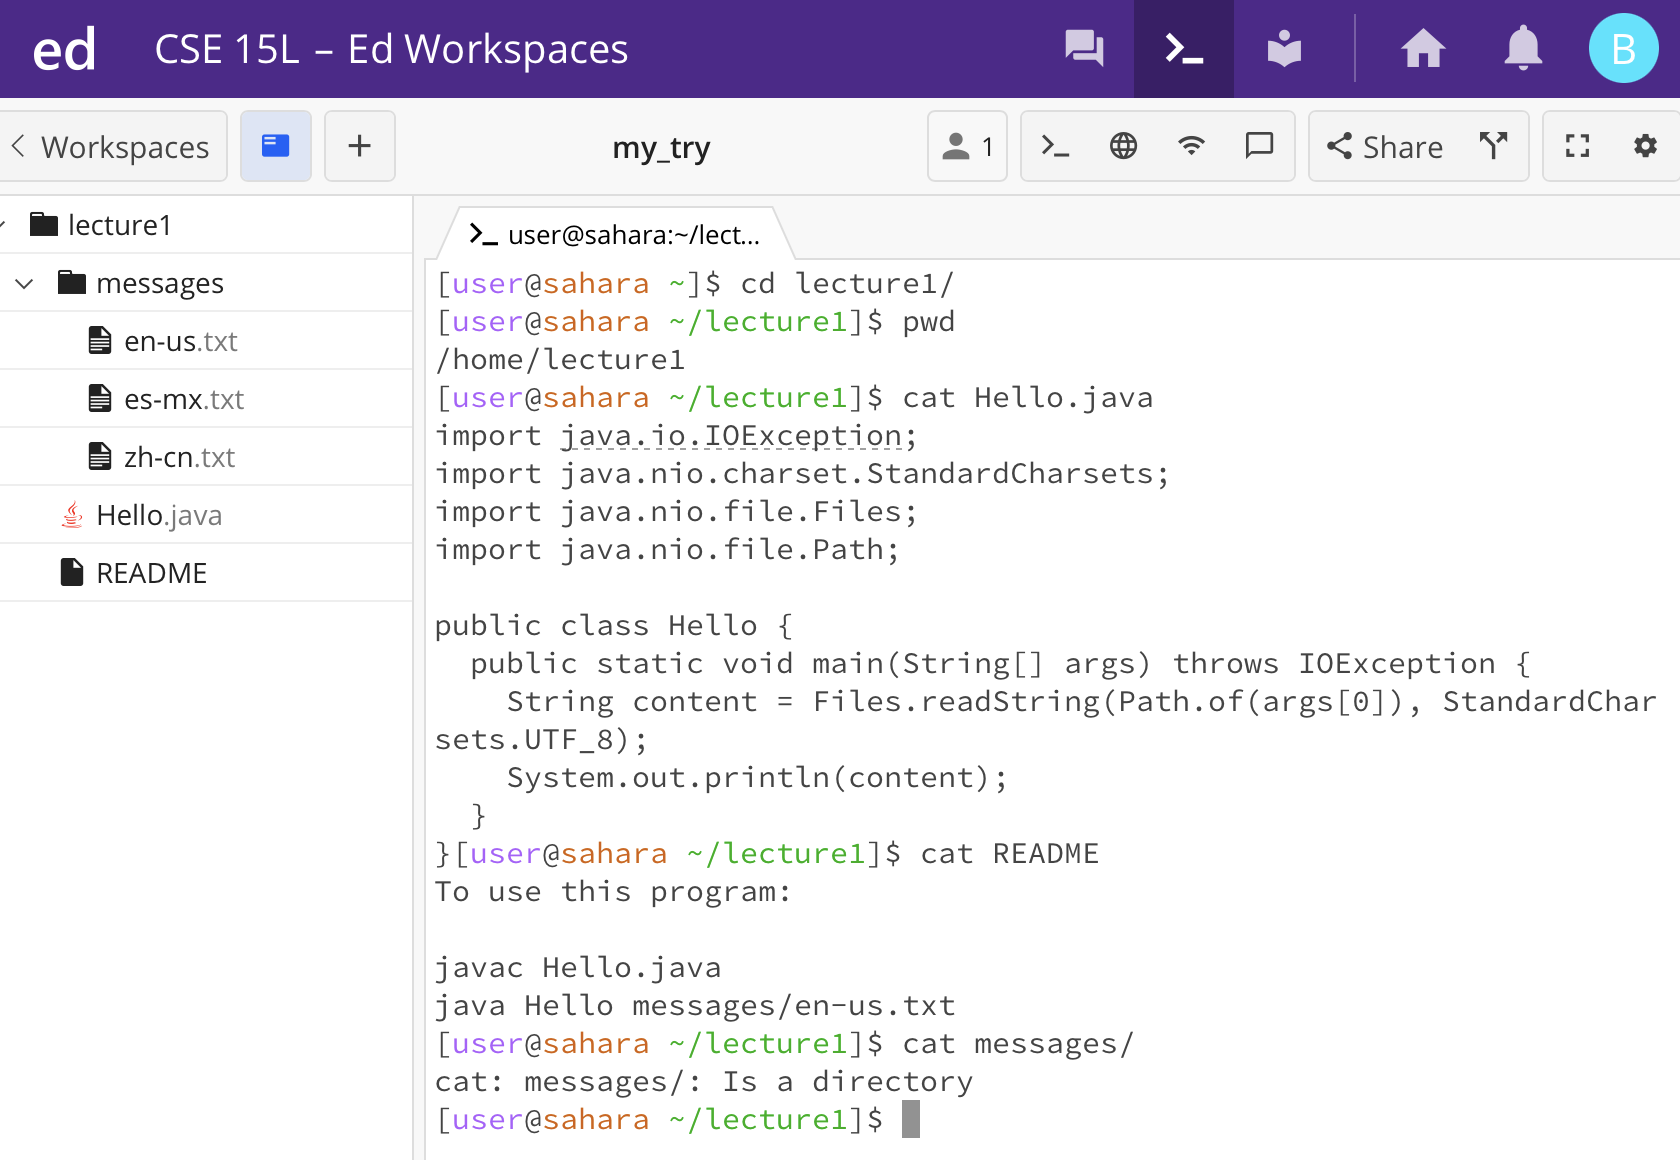 ed CSE 15L – Ed Workspaces B
Workspaces + my_try 1 Share
lecture1
messages
en-us.txt
es-mx.txt
zh-cn.txt
Hello.java
README
user@sahara:~/lect...
[user@sahara ~]$ cd lecture1/
[user@sahara ~/lecture1]$ pwd
/home/lecture1
[user@sahara ~/lecture1]$ cat Hello.java
import java.io.IOException;
import java.nio.charset.StandardCharsets;
import java.nio.file.Files;
import java.nio.file.Path;

public class Hello {
  public static void main(String[] args) throws IOException {
    String content = Files.readString(Path.of(args[0]), StandardChar
sets.UTF_8);
    System.out.println(content);
  }
}[user@sahara ~/lecture1]$ cat README
To use this program:

javac Hello.java
java Hello messages/en-us.txt
[user@sahara ~/lecture1]$ cat messages/
cat: messages/: Is a directory
[user@sahara ~/lecture1]$